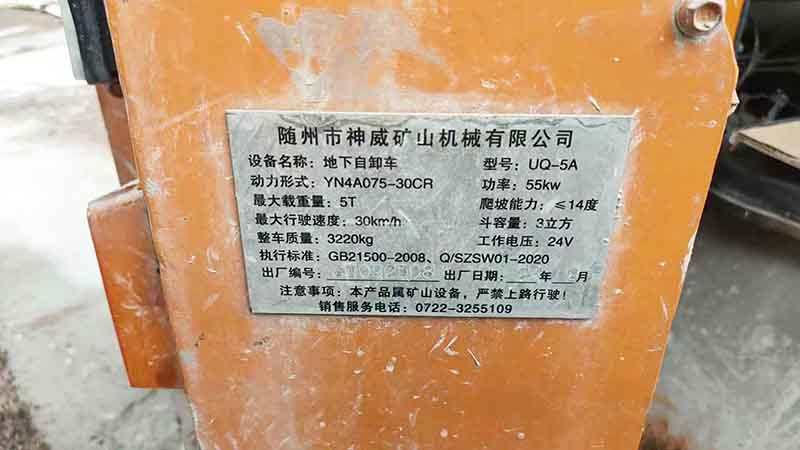 随州市神威矿山机械有限公司
设备名称：地下自卸车 型号：UQ-5A
动力形式：YN4A075-30CR 功率：55kw
最大载重量：5T 爬坡能力：≤14度
最大行驶速度：30km/h 斗容量：3立方
整车质量：3220kg 工作电压：24V
执行标准：GB21500-2008、Q/SZSW01-2020
出厂编号： 出厂日期： 年 月
注意事项：本产品属矿山设备，严禁上路行驶！
销售服务电话：0722-3255109